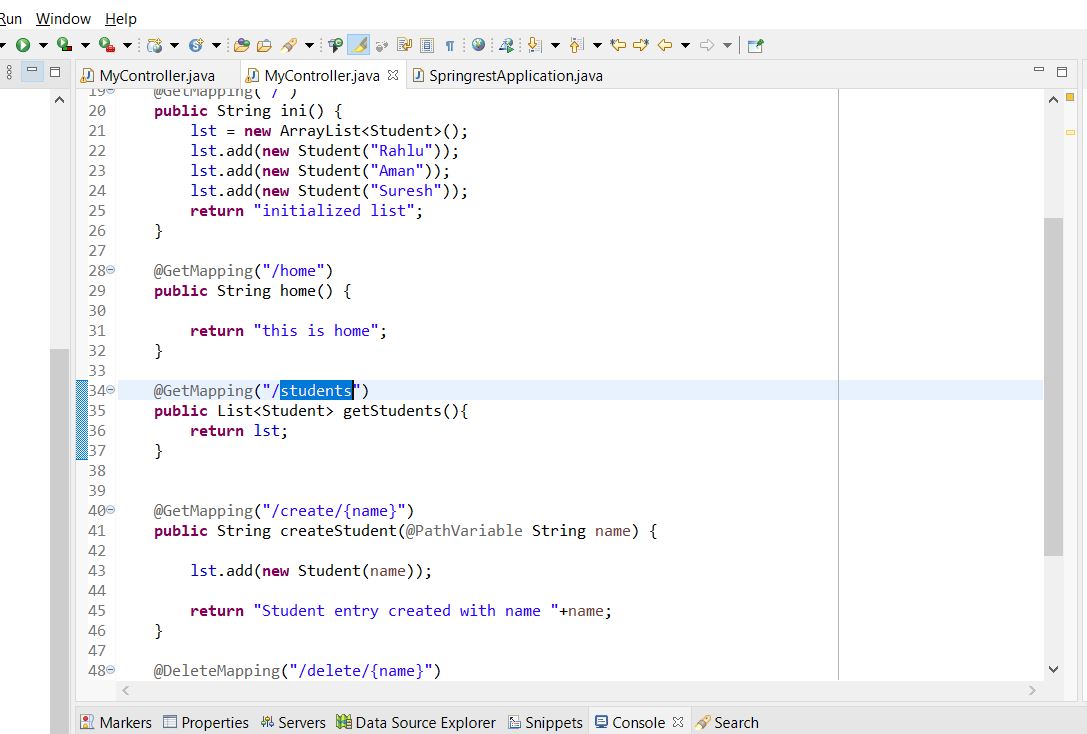 Run Window Help
MyController.java MyController.java SpringrestApplication.java
19 @GetMapping("/")
20 public String ini() {
21 lst = new ArrayList<Student>();
22 lst.add(new Student("Rahlu"));
23 lst.add(new Student("Aman"));
24 lst.add(new Student("Suresh"));
25 return "initialized list";
26 }
27
28 @GetMapping("/home")
29 public String home() {
30
31 return "this is home";
32 }
33
34 @GetMapping("/students")
35 public List<Student> getStudents(){
36 return lst;
37 }
38
39
40 @GetMapping("/create/{name}")
41 public String createStudent(@PathVariable String name) {
42
43 lst.add(new Student(name));
44
45 return "Student entry created with name "+name;
46 }
47
48 @DeleteMapping("/delete/{name}")
Markers Properties Servers Data Source Explorer Snippets Console Search